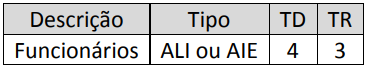 Descrição Tipo TD TR
Funcionários ALI ou AIE 4 3